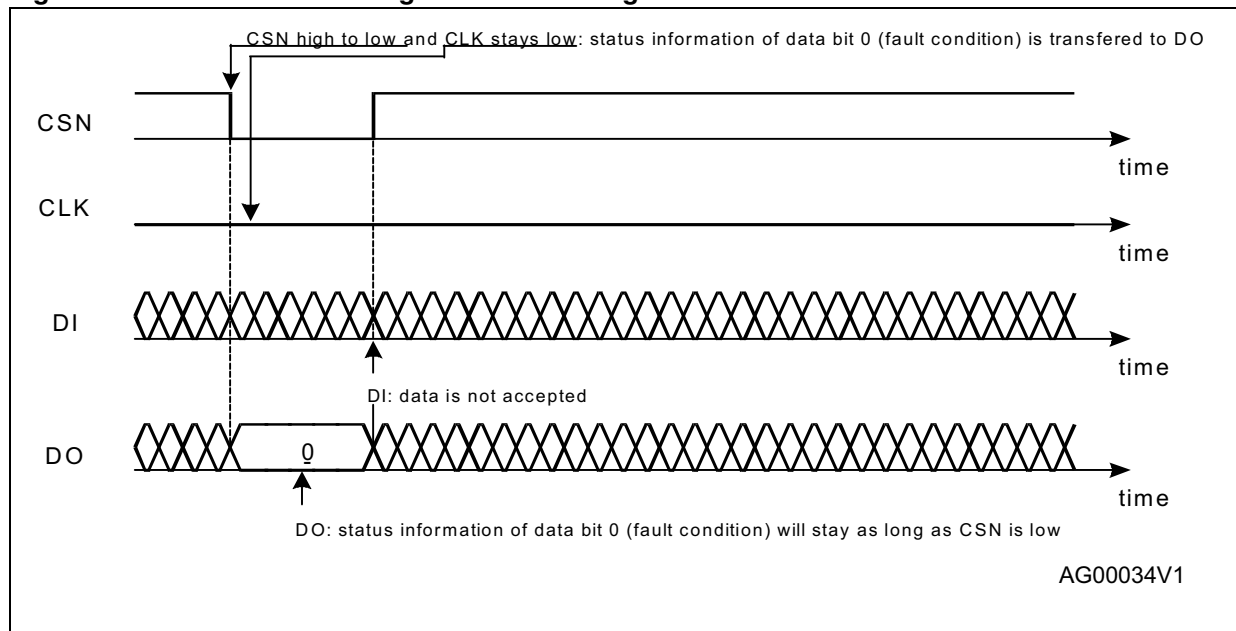 CSN high to low and CLK stays low: status information of data bit 0 (fault condition) is transfered to DO
CSN
time
CLK
time
DI
time
DI: data is not accepted
DO
0
time
DO: status information of data bit 0 (fault condition) will stay as long as CSN is low
AG00034V1